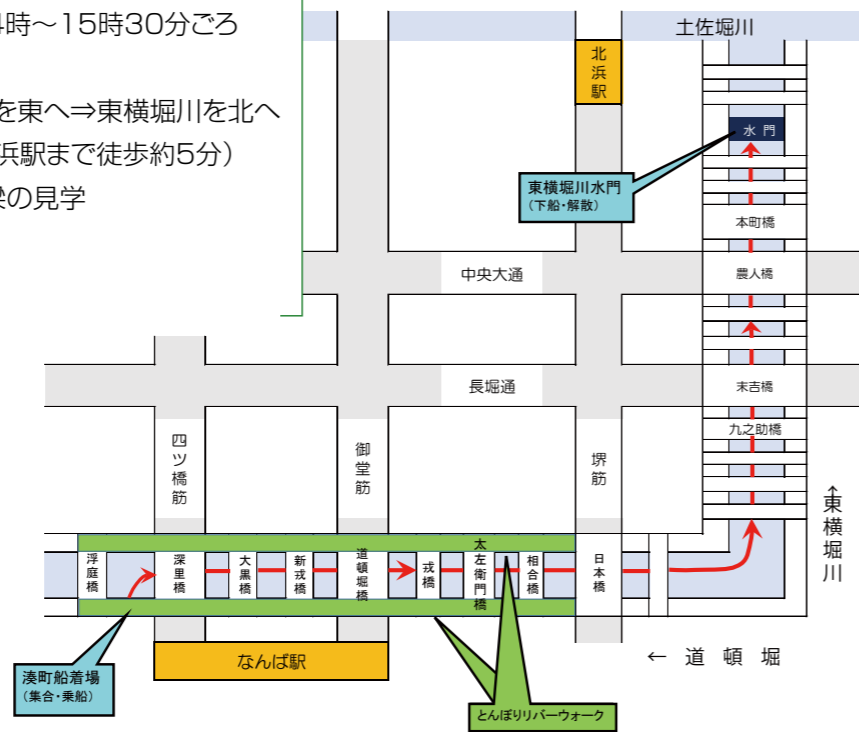 時～15時30分ごろ
を東へ⇒東横堀川を北へ
浜駅まで徒歩約5分）
の見学
土佐堀川
北浜駅
水門
東横堀川水門
（下船・解散）
本町橋
中央大通
農人橋
長堀通
末吉橋
九之助橋
四ツ橋筋
御堂筋
堺筋
↑東横堀川
浮庭橋
深里橋
大黒橋
新戎橋
道頓堀橋
戎橋
太左衛門橋
相合橋
日本橋
← 道頓堀
なんば駅
湊町船着場
（集合・乗船）
とんぼりリバーウォーク